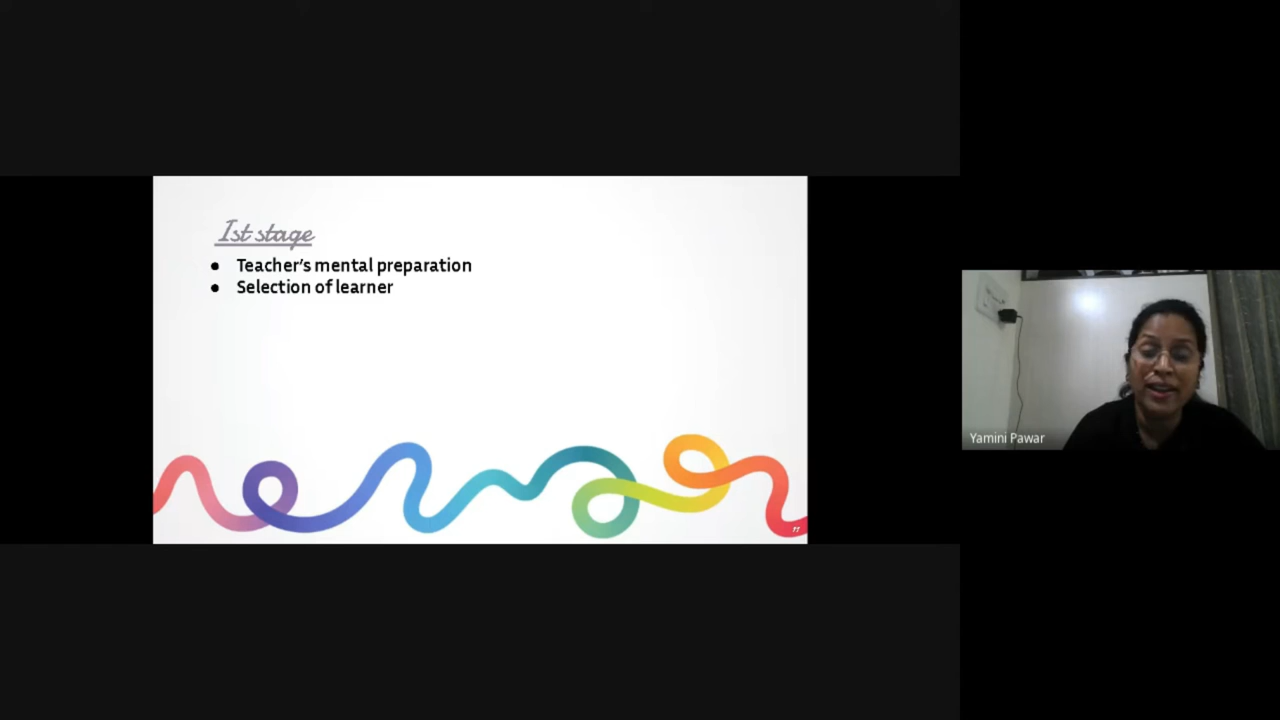 1st stage
● Teacher's mental preparation
● Selection of learner
Yamini Pawar